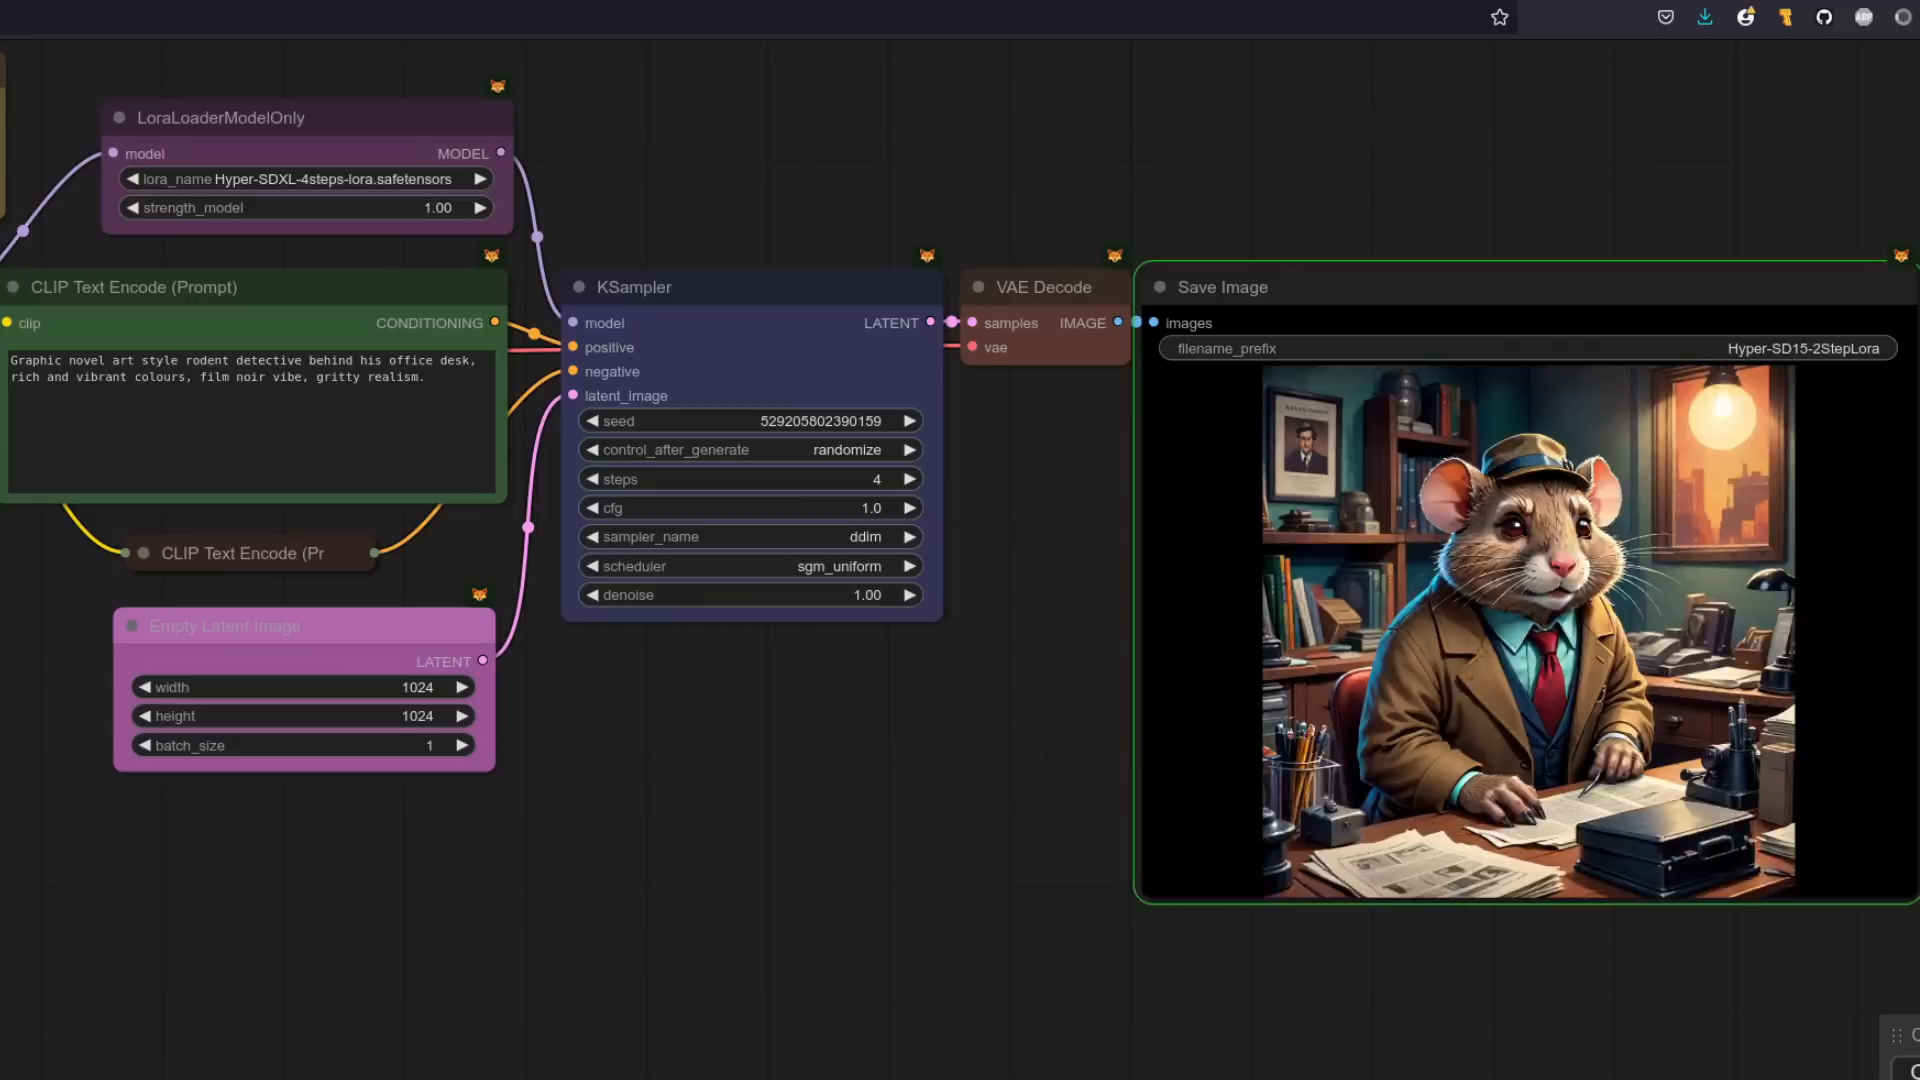 LoraLoaderModelOnly
model MODEL
lora_name Hyper-SDXL-4steps-lora.safetensors
strength_model 1.00
CLIP Text Encode (Prompt)
clip CONDITIONING
Graphic novel art style rodent detective behind his office desk,
rich and vibrant colours, film noir vibe, gritty realism.
CLIP Text Encode (Pr
Empty Latent Image
LATENT
width 1024
height 1024
batch_size 1
KSampler
model LATENT
positive
negative
latent_image
seed 529205802390159
control_after_generate randomize
steps 4
cfg 1.0
sampler_name ddim
scheduler sgm_uniform
denoise 1.00
VAE Decode
samples IMAGE
vae
Save Image
images
filename_prefix Hyper-SD15-2StepLora
ABP